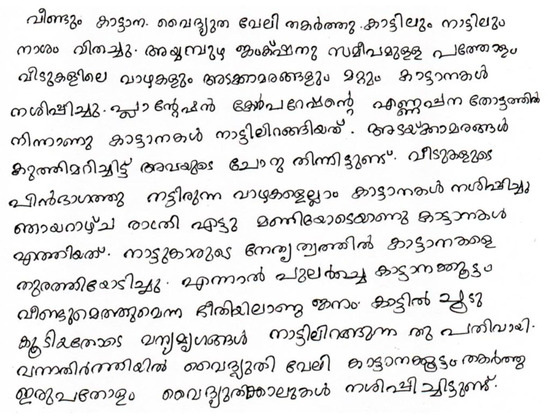 വീണ്ടും കാട്ടാന. വൈദ്യുത വേലി തകർത്തു. കാട്ടിലും നാട്ടിലും
നാശം വിതച്ചു. അയ്യമ്പുഴ ജംക്ഷനു സമീപമുള്ള പത്തോളം
വീടുകളിലെ വാഴകളും അടക്കാമരങ്ങളും മറ്റും കാട്ടാനകൾ
നശിപ്പിച്ചു. പ്ലാന്റേഷൻ കോർപറേഷന്റെ എണ്ണപ്പന തോട്ടത്തിൽ
നിന്നാണു കാട്ടാനകൾ നാട്ടിലിറങ്ങിയത്. അടയ്ക്കാമരങ്ങൾ
കുത്തിമറിച്ചിട്ട് അവയുടെ ചോറു തിന്നിട്ടുണ്ട്. വീടുകളുടെ
പിൻഭാഗത്തു നട്ടിരുന്ന വാഴകളെല്ലാം കാട്ടാനകൾ നശിപ്പിച്ചു
ഞായറാഴ്ച രാത്രി എട്ടു മണിയോടെയാണു കാട്ടാനകൾ
എത്തിയത്. നാട്ടുകാരുടെ നേതൃത്വത്തിൽ കാട്ടാനകളെ
തുരത്തിയോടിച്ചു. എന്നാൽ പുലർച്ചെ കാട്ടാനക്കൂട്ടം
വീണ്ടുമെത്തുമെന്ന ഭീതിയിലാണു ജനം. കാട്ടിൽ ചൂടു
കൂടിയതോടെ വന്യമൃഗങ്ങൾ നാട്ടിലിറങ്ങുന്ന തു പതിവായി.
വനാതിർത്തിയിൽ വൈദ്യുതി വേലി കാട്ടാനക്കൂട്ടം തകർത്തു
ഇരുപതോളം വൈദ്യുതിക്കാലുകൾ നശിപ്പിച്ചിട്ടുണ്ട്.